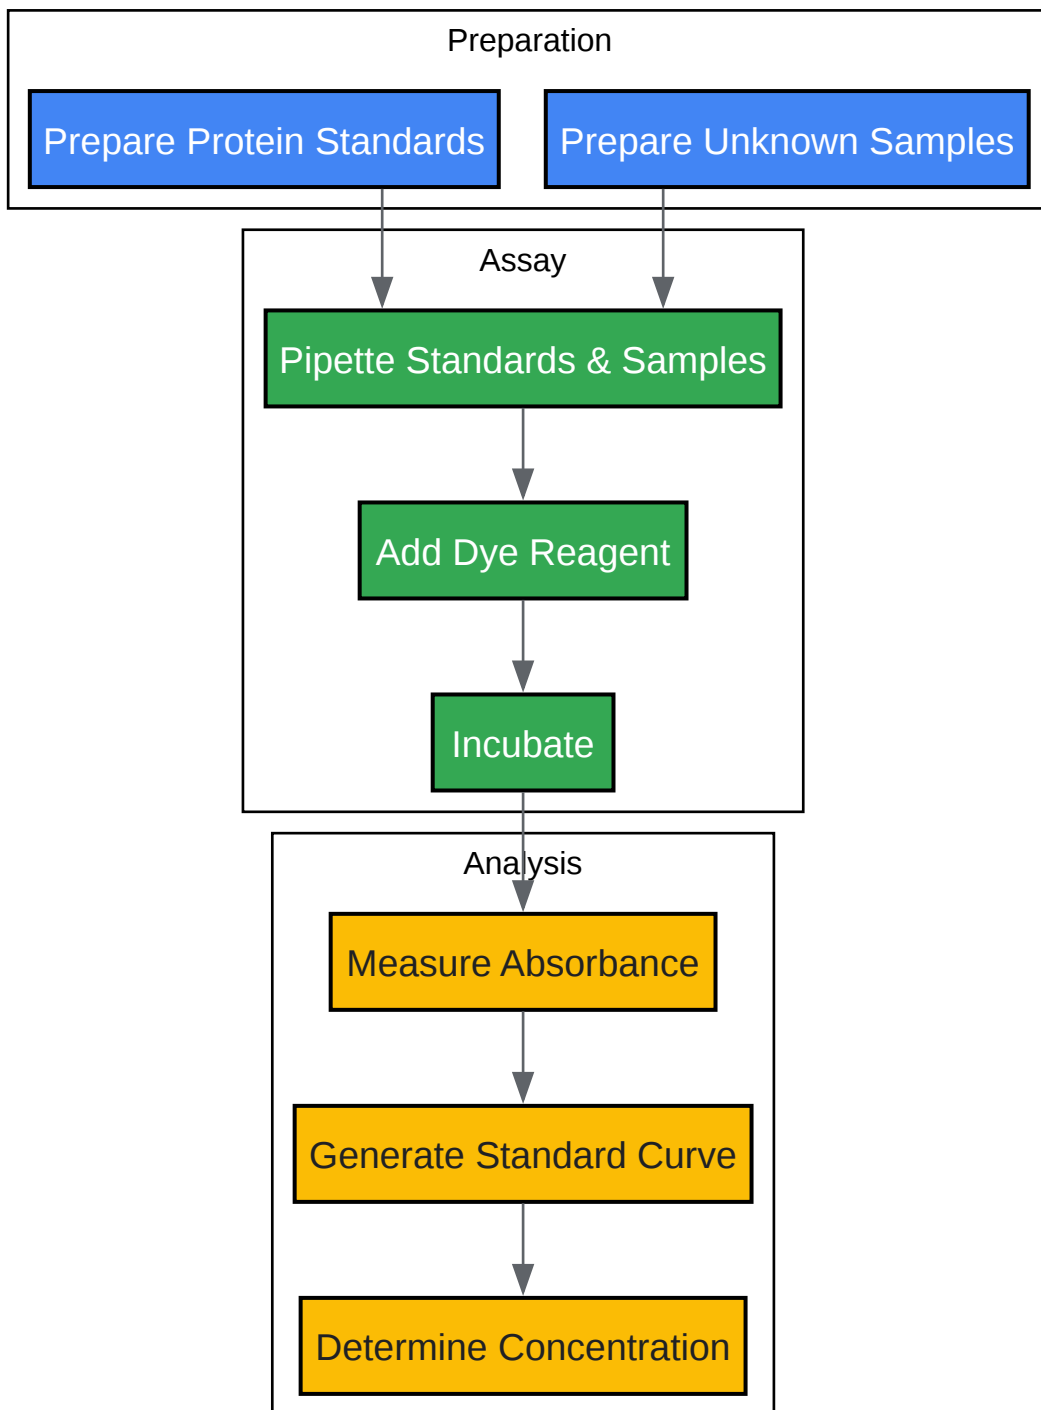 Preparation
Prepare Protein Standards
Prepare Unknown Samples
Assay
Pipette Standards & Samples
Add Dye Reagent
Incubate
Analysis
Measure Absorbance
Generate Standard Curve
Determine Concentration